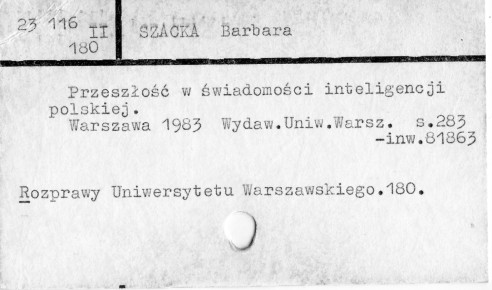 23 116 II SZACKA Barbara
180
Przeszłość w świadomości inteligencji
polskiej.
Warszawa 1983 Wydaw.Uniw.Warsz. s.283
-inw.81863
Rozprawy Uniwersytetu Warszawskiego.180.